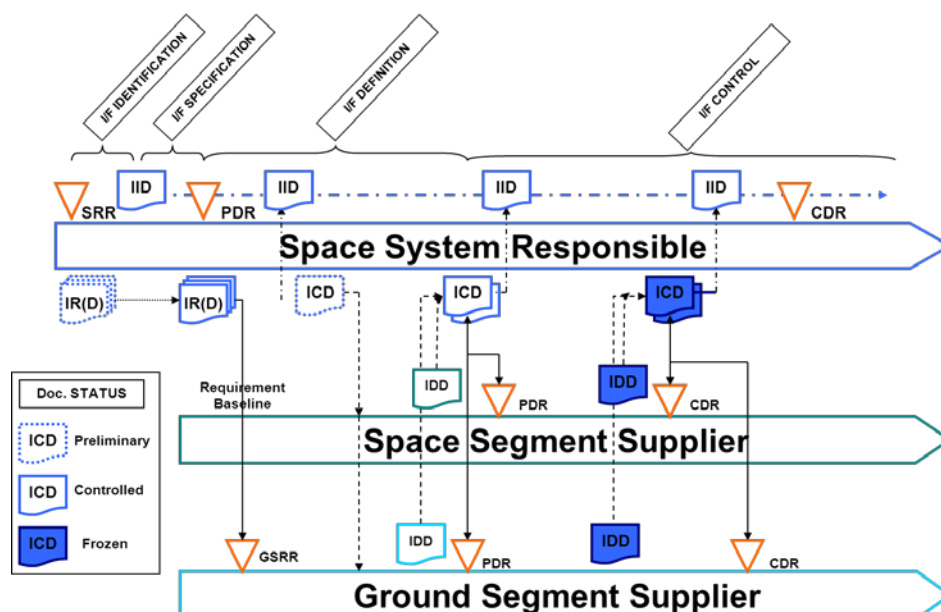 I/F IDENTIFICATION
I/F SPECIFICATION
I/F DEFINITION
I/F CONTROL
IID
IID
IID
IID
SRR
PDR
CDR
Space System Responsible
IR(D)
IR(D)
ICD
ICD
ICD
Requirement
Baseline
IDD
IDD
PDR
CDR
Space Segment Supplier
Doc. STATUS
ICD
Preliminary
ICD
Controlled
ICD
Frozen
IDD
IDD
GSRR
PDR
CDR
Ground Segment Supplier